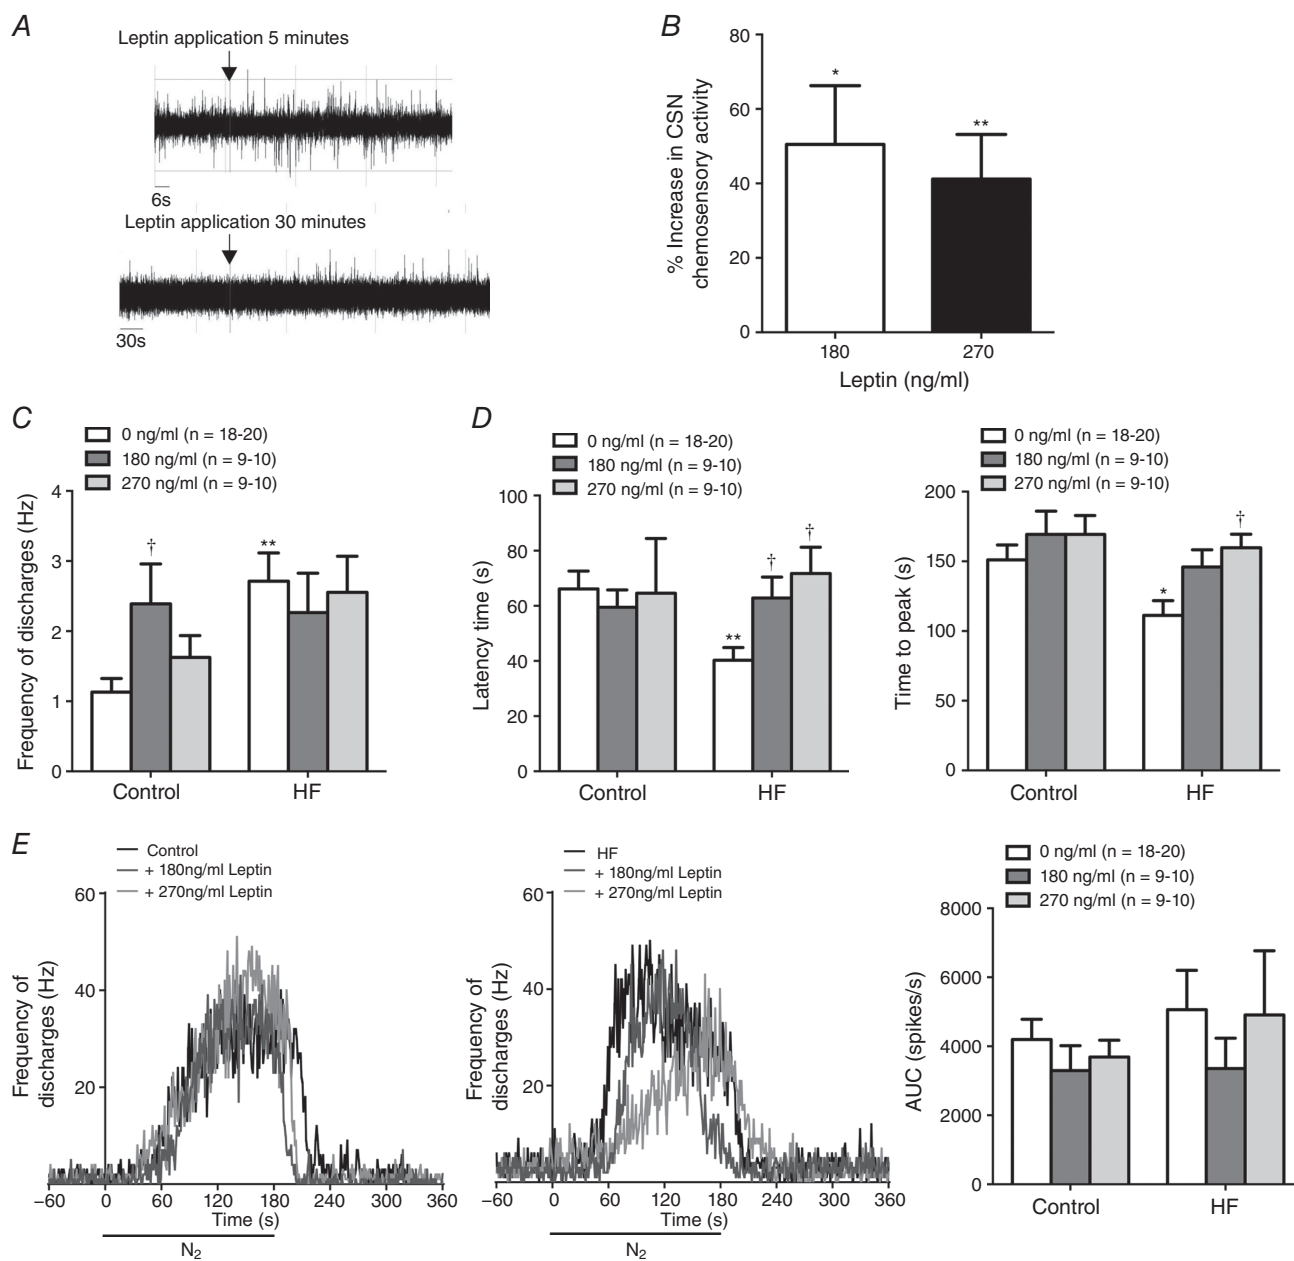 A
Leptin application 5 minutes
6s
Leptin application 30 minutes
30s
B
% Increase in CSN
chemosensory activity
80
60
40
20
0
*
**
180
270
Leptin (ng/ml)
C
0 ng/ml (n = 18-20)
180 ng/ml (n = 9-10)
270 ng/ml (n = 9-10)
Frequency of discharges (Hz)
4
3
2
1
0
†
**
Control
HF
D
0 ng/ml (n = 18-20)
180 ng/ml (n = 9-10)
270 ng/ml (n = 9-10)
Latency time (s)
100
80
60
40
20
0
**
†
†
Control
HF
0 ng/ml (n = 18-20)
180 ng/ml (n = 9-10)
270 ng/ml (n = 9-10)
Time to peak (s)
200
150
100
50
0
*
†
Control
HF
E
Control
+ 180ng/ml Leptin
+ 270ng/ml Leptin
Frequency of
discharges (Hz)
60
40
20
−60 0 60 120 180 240 300 360
Time (s)
N2
HF
+ 180ng/ml Leptin
+ 270ng/ml Leptin
Frequency of
discharges (Hz)
60
40
20
−60 0 60 120 180 240 300 360
Time (s)
N2
0 ng/ml (n = 18-20)
180 ng/ml (n = 9-10)
270 ng/ml (n = 9-10)
AUC (spikes/s)
8000
6000
4000
2000
0
Control
HF